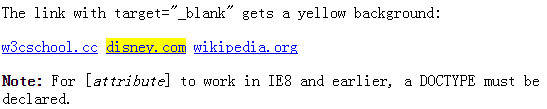 The link with target="_blank" gets a yellow background:
w3cschool.cc disney.com wikipedia.org
Note: For [attribute] to work in IE8 and earlier, a DOCTYPE must be
declared.